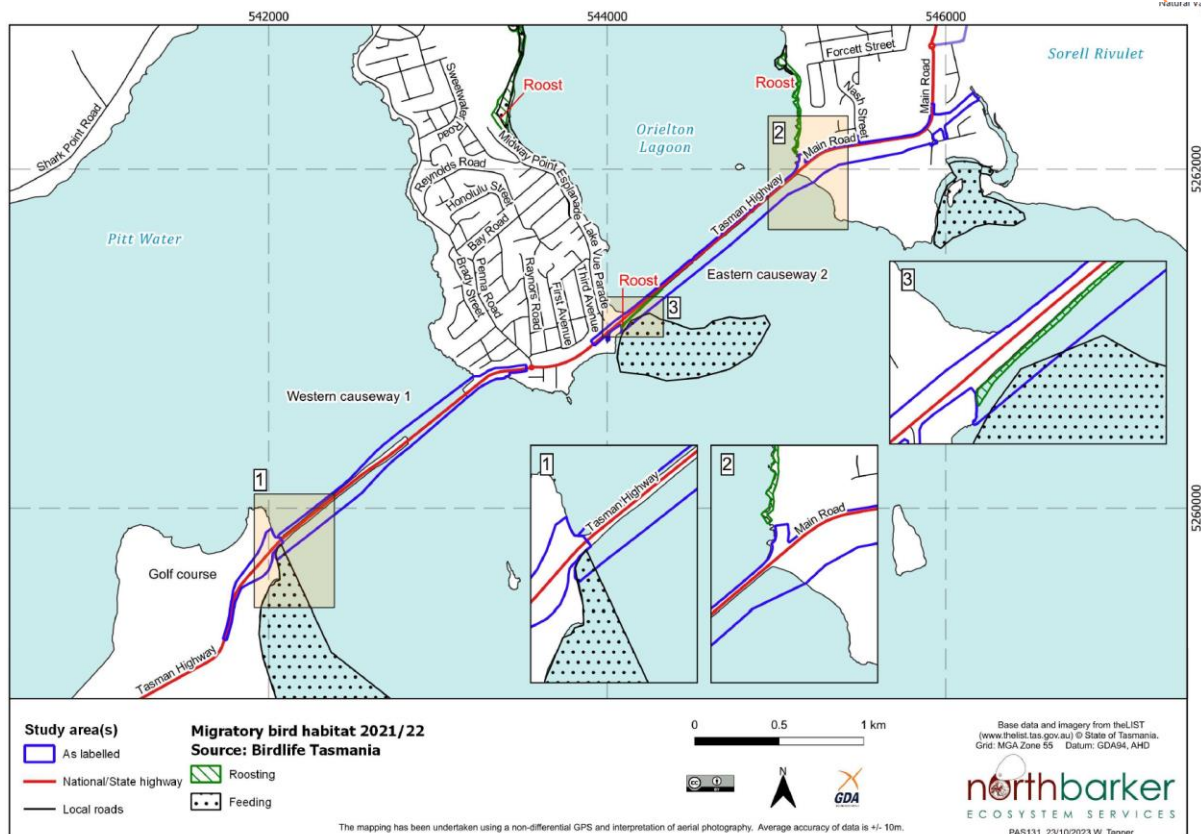 Natural Va
542000
544000
546000
5262000
5260000
Shark Point Road
Sweetwater
Road
Roost
Midway Point Esplanade
Reynolds Road
Honolulu Street
Bay Road
Penna Road
Brady Street
Raynors Road
First Avenue
Third Avenue
Lake Vue Parade
Pitt Water
Orielton
Lagoon
Roost
Forcett Street
Nash Street
Main Road
Main Road
Sorell Rivulet
2
Tasman Highway
Eastern causeway 2
Roost
3
Western causeway 1
1
Golf course
Tasman Highway
1
Tasman Highway
2
Main Road
3
Study area(s)
As labelled
National/State highway
Local roads
Migratory bird habitat 2021/22
Source: Birdlife Tasmania
Roosting
Feeding
0 0.5 1 km
cc
BY
N
GDA
Base data and imagery from theLIST
(www.thelist.tas.gov.au) © State of Tasmania.
Grid: MGA Zone 55 Datum: GDA94, AHD
northbarker
ECOSYSTEM SERVICES
PAS131 23/10/2023 W. Tanner
The mapping has been undertaken using a non-differential GPS and interpretation of aerial photography. Average accuracy of data is +/- 10m.